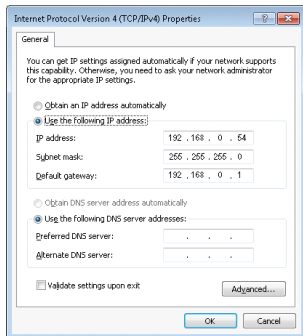 Internet Protocol Version 4 (TCP/IPv4) Properties
General
You can get IP settings assigned automatically if your network supports
this capability. Otherwise, you need to ask your network administrator
for the appropriate IP settings.
Obtain an IP address automatically
Use the following IP address:
IP address: 192 . 168 . 0 . 54
Subnet mask: 255 . 255 . 255 . 0
Default gateway: 192 . 168 . 0 . 1
Obtain DNS server address automatically
Use the following DNS server addresses:
Preferred DNS server: . . .
Alternate DNS server: . . .
Validate settings upon exit
Advanced...
OK Cancel